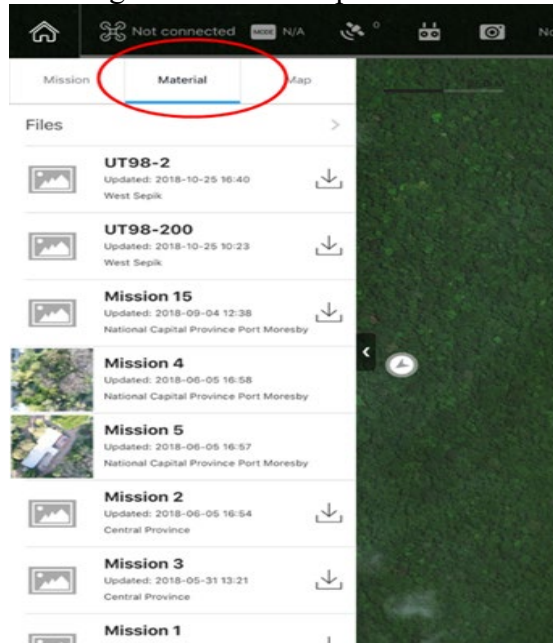 Not connected MODE N/A No
Mission Material Map
Files
UT98-2
Updated: 2018-10-25 16:40
West Sepik
UT98-200
Updated: 2018-10-25 10:23
West Sepik
Mission 15
Updated: 2018-09-04 12:38
National Capital Province Port Moresby
Mission 4
Updated: 2018-06-05 16:58
National Capital Province Port Moresby
Mission 5
Updated: 2018-06-05 16:57
National Capital Province Port Moresby
Mission 2
Updated: 2018-06-05 16:54
Central Province
Mission 3
Updated: 2018-05-31 13:21
Central Province
Mission 1